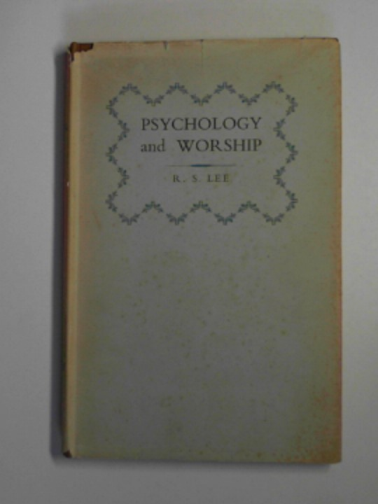 PSYCHOLOGY
and WORSHIP
R. S. LEE